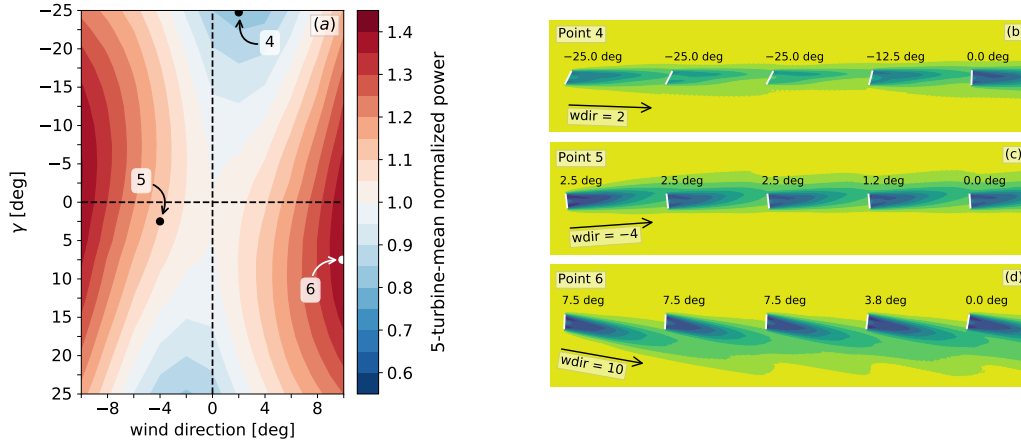 (a)
4
5
6
−25
−20
−15
−10
−5
0
5
10
15
20
25
γ [deg]
−8
−4
0
4
8
wind direction [deg]
1.4
1.3
1.2
1.1
1.0
0.9
0.8
0.7
0.6
5-turbine-mean normalized power
Point 4
(b)
−25.0 deg −25.0 deg −25.0 deg −12.5 deg 0.0 deg
wdir = 2
Point 5
(c)
2.5 deg 2.5 deg 2.5 deg 1.2 deg 0.0 deg
wdir = −4
Point 6
(d)
7.5 deg 7.5 deg 7.5 deg 3.8 deg 0.0 deg
wdir = 10